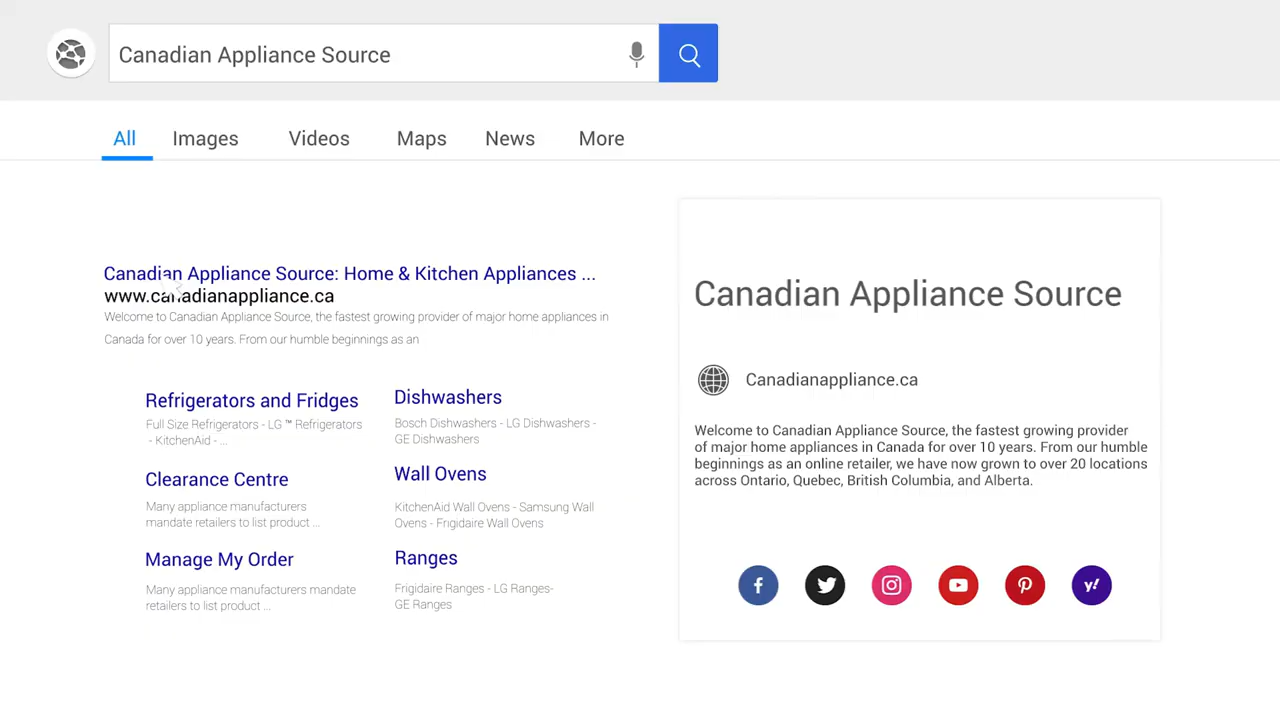 Canadian Appliance Source
All Images Videos Maps News More
Canadian Appliance Source: Home & Kitchen Appliances ...
www.canadianappliance.ca
Welcome to Canadian Appliance Source, the fastest growing provider of major home appliances in
Canada for over 10 years. From our humble beginnings as an
Refrigerators and Fridges
Full Size Refrigerators - LG ™ Refrigerators
- KitchenAid - ...
Dishwashers
Bosch Dishwashers - LG Dishwashers -
GE Dishwashers
Clearance Centre
Many appliance manufacturers
mandate retailers to list product ...
Wall Ovens
KitchenAid Wall Ovens - Samsung Wall
Ovens - Frigidaire Wall Ovens
Manage My Order
Many appliance manufacturers mandate
retailers to list product ...
Ranges
Frigidaire Ranges - LG Ranges-
GE Ranges
Canadian Appliance Source
Canadianappliance.ca
Welcome to Canadian Appliance Source, the fastest growing provider
of major home appliances in Canada for over 10 years. From our humble
beginnings as an online retailer, we have now grown to over 20 locations
across Ontario, Quebec, British Columbia, and Alberta.
f y!